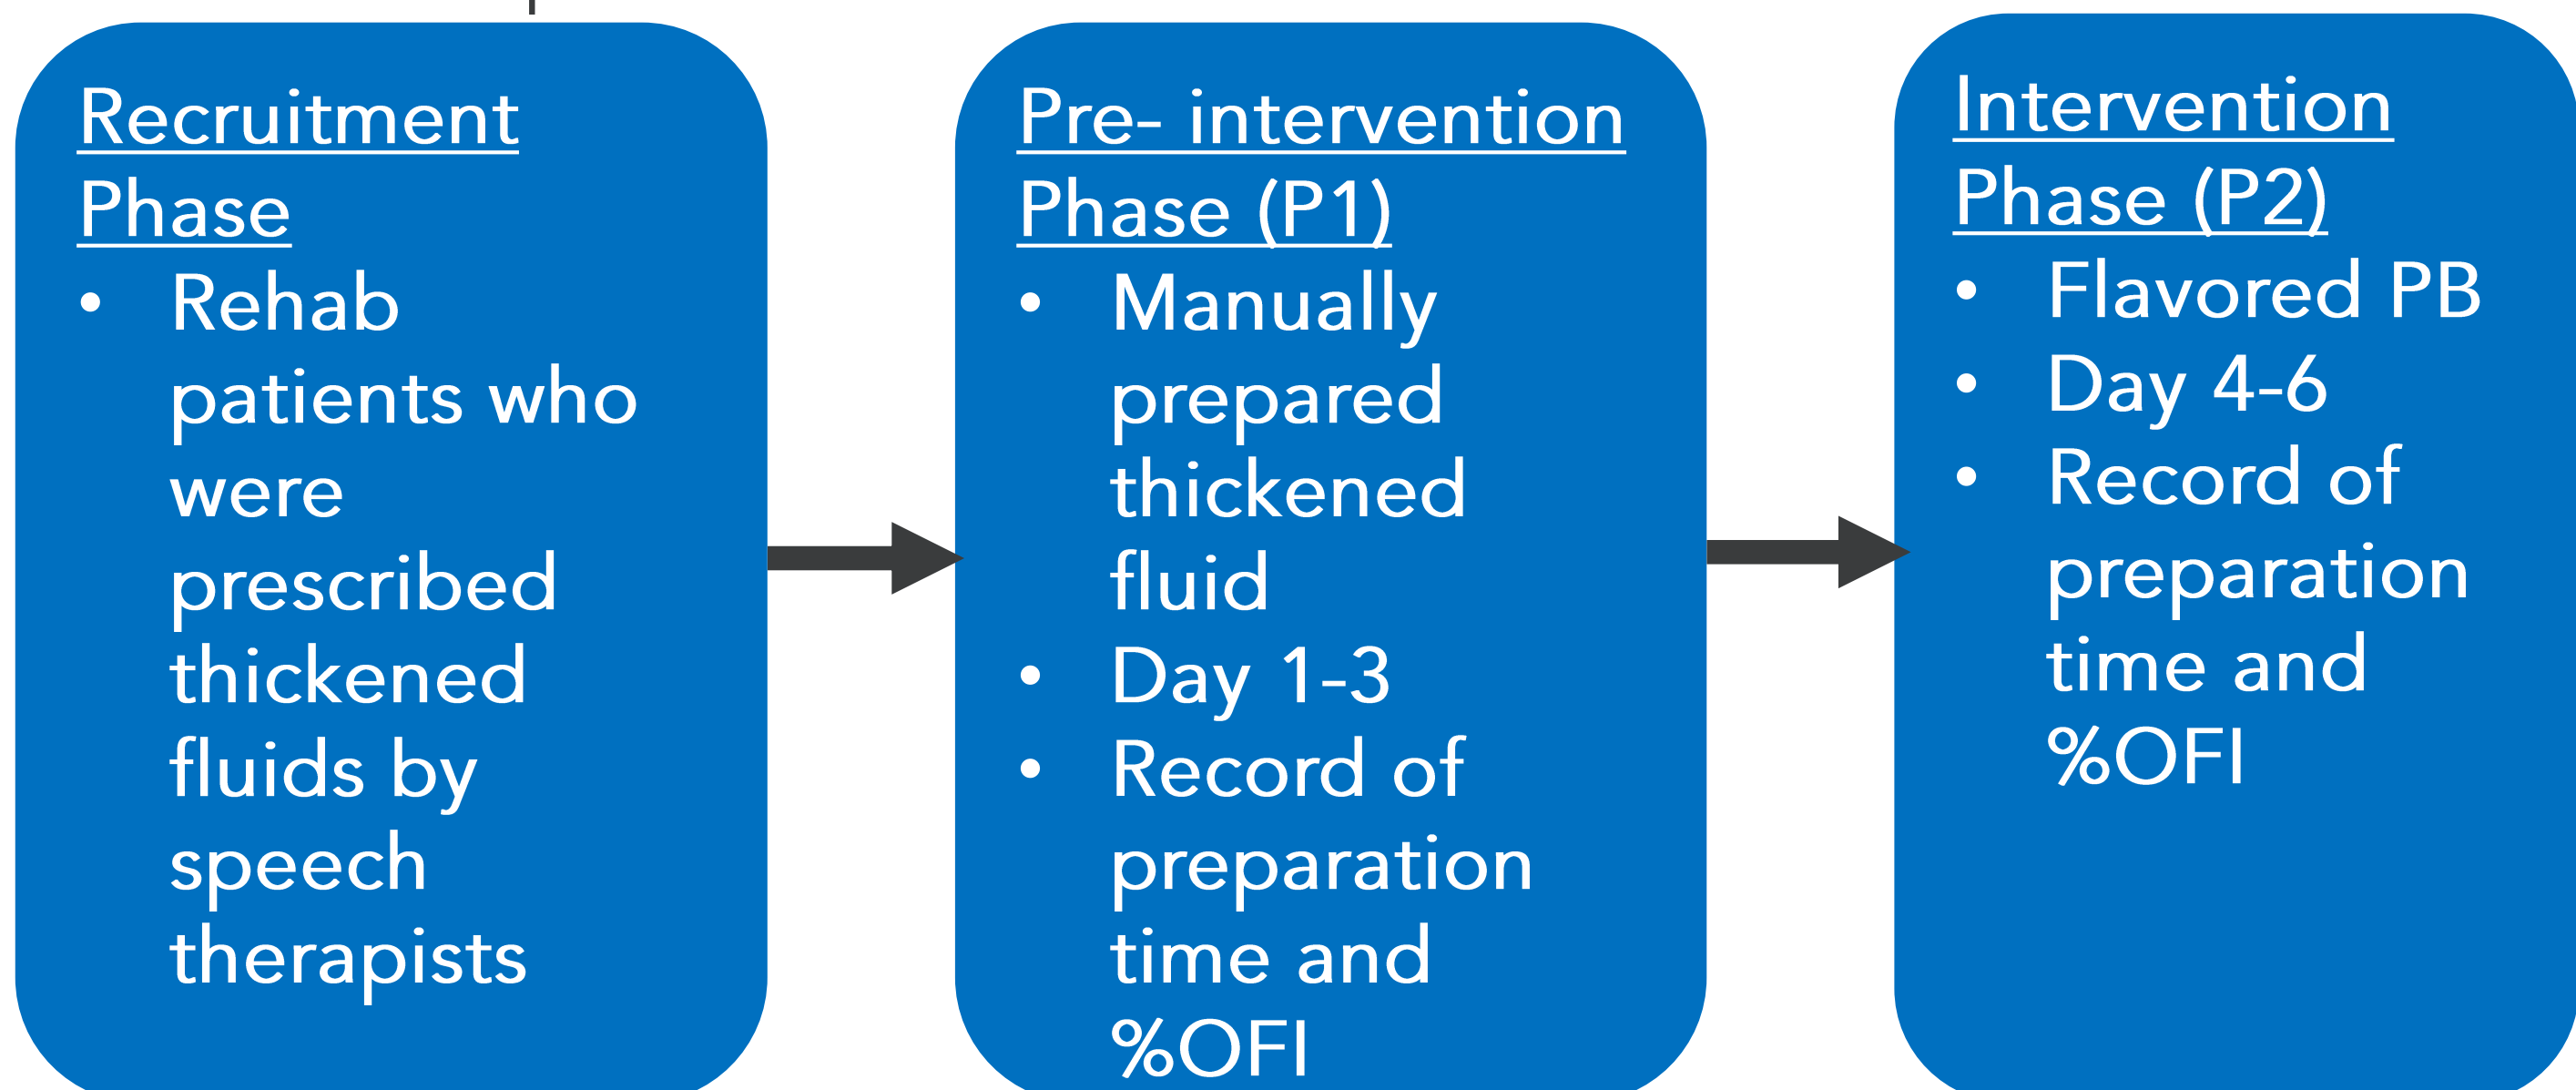 Recruitment
Phase
• Rehab
patients who
were
prescribed
thickened
fluids by
speech
therapists
Pre- intervention
Phase (P1)
• Manually
prepared
thickened
fluid
• Day 1-3
• Record of
preparation
time and
%OFI
Intervention
Phase (P2)
• Flavored PB
• Day 4-6
• Record of
preparation
time and
%OFI